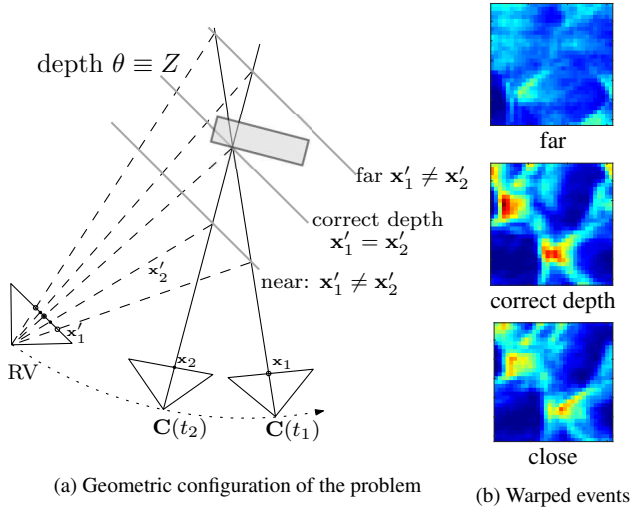 depth θ ≡ Z
far x′₁ ≠ x′₂
correct depth
x′₁ = x′₂
near: x′₁ ≠ x′₂
x′₂
x′₁
RV
x₂
x₁
C(t₂)
C(t₁)
(a) Geometric configuration of the problem
far
correct depth
close
(b) Warped events